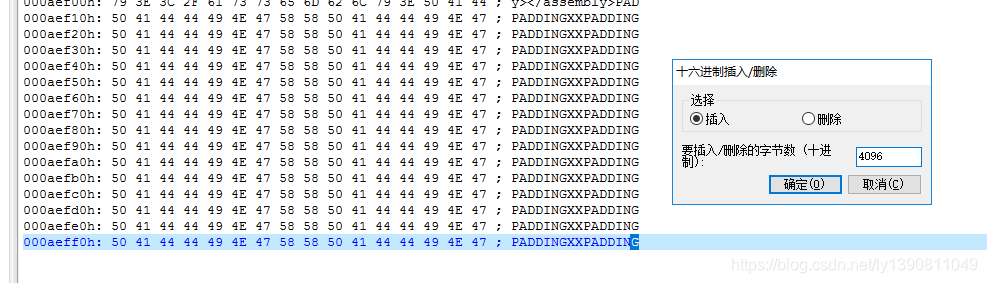 000aef00h: 79 3E 3C 2F 61 73 73 65 6D 62 6C 79 3E 50 41 44 ; y></assembly>PAD
000aef10h: 50 41 44 44 49 4E 47 58 58 50 41 44 44 49 4E 47 ; PADDINGXXPADDING
000aef20h: 50 41 44 44 49 4E 47 58 58 50 41 44 44 49 4E 47 ; PADDINGXXPADDING
000aef30h: 50 41 44 44 49 4E 47 58 58 50 41 44 44 49 4E 47 ; PADDINGXXPADDING
000aef40h: 50 41 44 44 49 4E 47 58 58 50 41 44 44 49 4E 47 ; PADDINGXXPADDING
000aef50h: 50 41 44 44 49 4E 47 58 58 50 41 44 44 49 4E 47 ; PADDINGXXPADDING
000aef60h: 50 41 44 44 49 4E 47 58 58 50 41 44 44 49 4E 47 ; PADDINGXXPADDING
000aef70h: 50 41 44 44 49 4E 47 58 58 50 41 44 44 49 4E 47 ; PADDINGXXPADDING
000aef80h: 50 41 44 44 49 4E 47 58 58 50 41 44 44 49 4E 47 ; PADDINGXXPADDING
000aef90h: 50 41 44 44 49 4E 47 58 58 50 41 44 44 49 4E 47 ; PADDINGXXPADDING
000aefa0h: 50 41 44 44 49 4E 47 58 58 50 41 44 44 49 4E 47 ; PADDINGXXPADDING
000aefb0h: 50 41 44 44 49 4E 47 58 58 50 41 44 44 49 4E 47 ; PADDINGXXPADDING
000aefc0h: 50 41 44 44 49 4E 47 58 58 50 41 44 44 49 4E 47 ; PADDINGXXPADDING
000aefd0h: 50 41 44 44 49 4E 47 58 58 50 41 44 44 49 4E 47 ; PADDINGXXPADDING
000aefe0h: 50 41 44 44 49 4E 47 58 58 50 41 44 44 49 4E 47 ; PADDINGXXPADDING
000aeff0h: 50 41 44 44 49 4E 47 58 58 50 41 44 44 49 4E 47 ; PADDINGXXPADDING
十六进制插入/删除
选择
插入 删除
要插入/删除的字节数 (十进
制): 4096
确定(O) 取消(C)
https://blog.csdn.net/ly1390811049